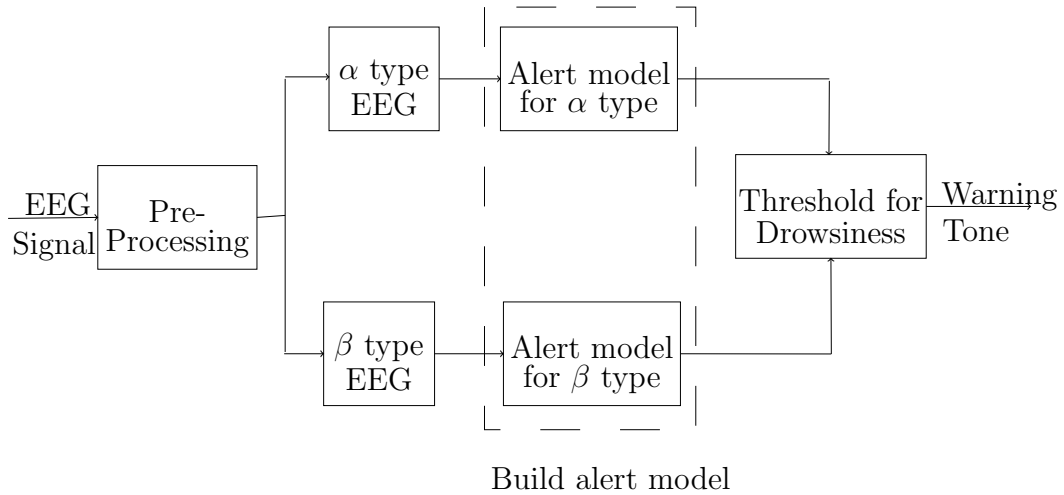 EEG
Signal
Pre-
Processing
α type
EEG
Alert model
for α type
β type
EEG
Alert model
for β type
Threshold for
Drowsiness
Warning
Tone
Build alert model